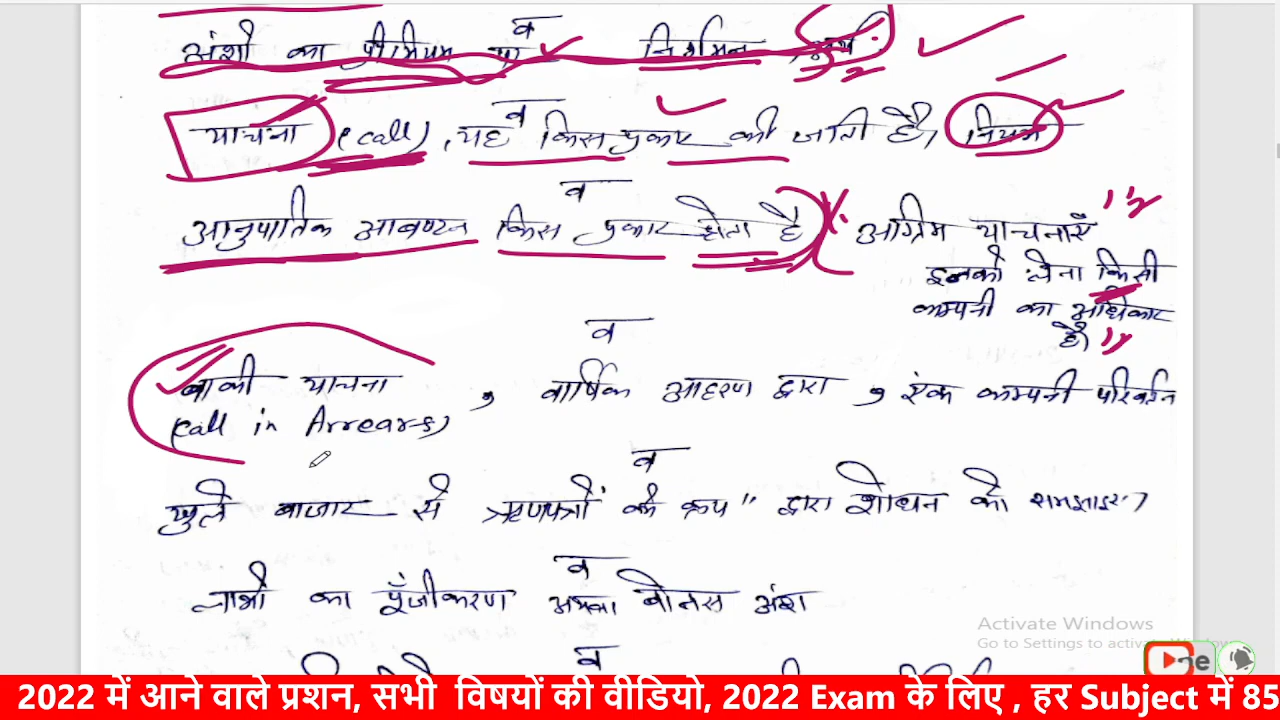 व
अंशो का प्रीमियम पर निर्गमन
व
याचना (call), यह किस प्रकार की जाती है, नियम
व
आनुपातिक आबण्टन किस प्रकार होता है अग्रिम याचनाएँ
इनको लेना किसी
कम्पनी का अधिकार
है,
व
बाकी याचना , वार्षिक आहरण द्वारा , एक कम्पनी परिवर्तन
(call in Arrears)
व
खुले बाजार से ऋणपत्रों के क्रय" द्वारा शोधन को समझाइए,
व
लाभो का पूँजीकरण अथवा बोनस अंश
व
Activate Windows
Go to Settings to activate Windows.
2022 में आने वाले प्रशन, सभी विषयों की वीडियो, 2022 Exam के लिए , हर Subject में 85